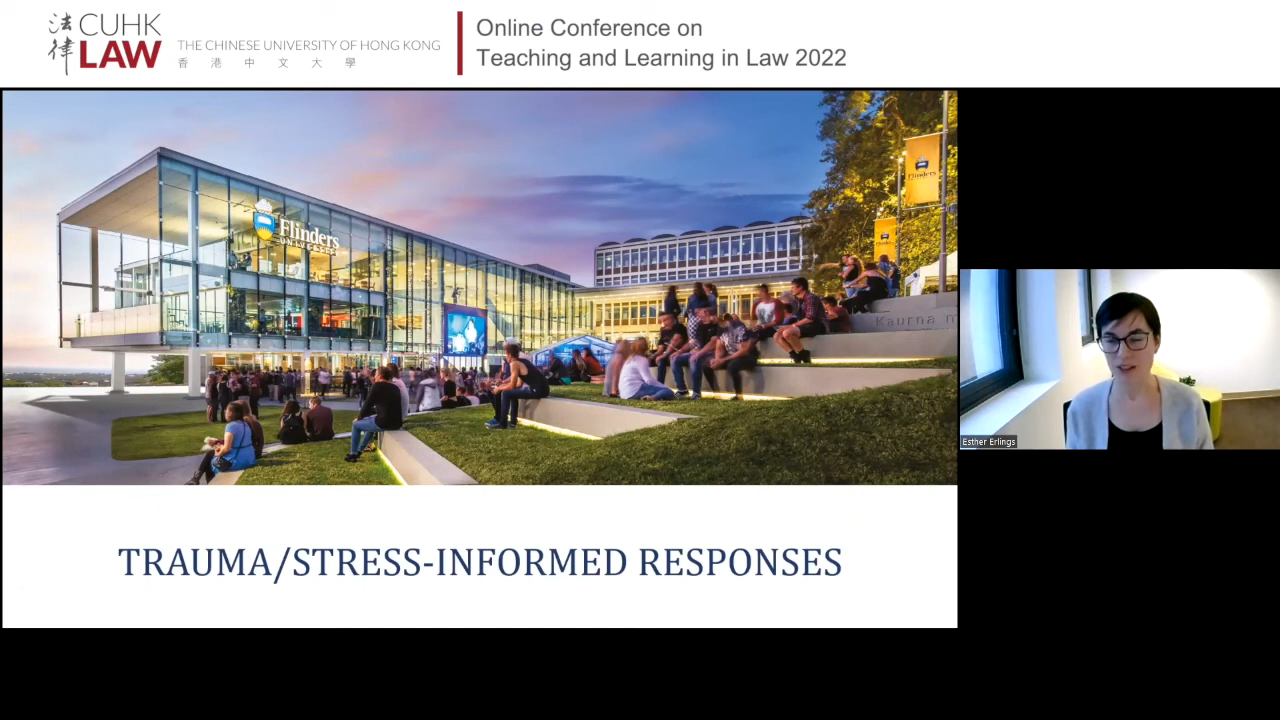 法律
CUHK
LAW
THE CHINESE UNIVERSITY OF HONG KONG
香港中文大學
Online Conference on
Teaching and Learning in Law 2022
Flinders
UNIVERSITY
Flinders
Kaurna
Esther Erlings
TRAUMA/STRESS-INFORMED RESPONSES